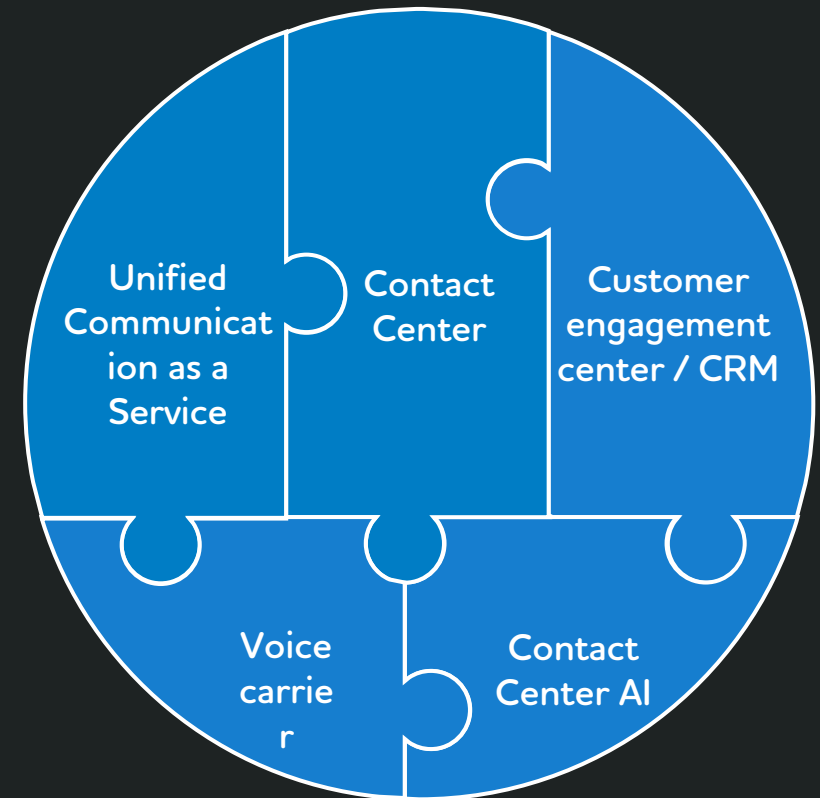 Unified
Communicat
ion as a
Service
Contact
Center
Customer
engagement
center / CRM
Voice
carrie
r
Contact
Center AI